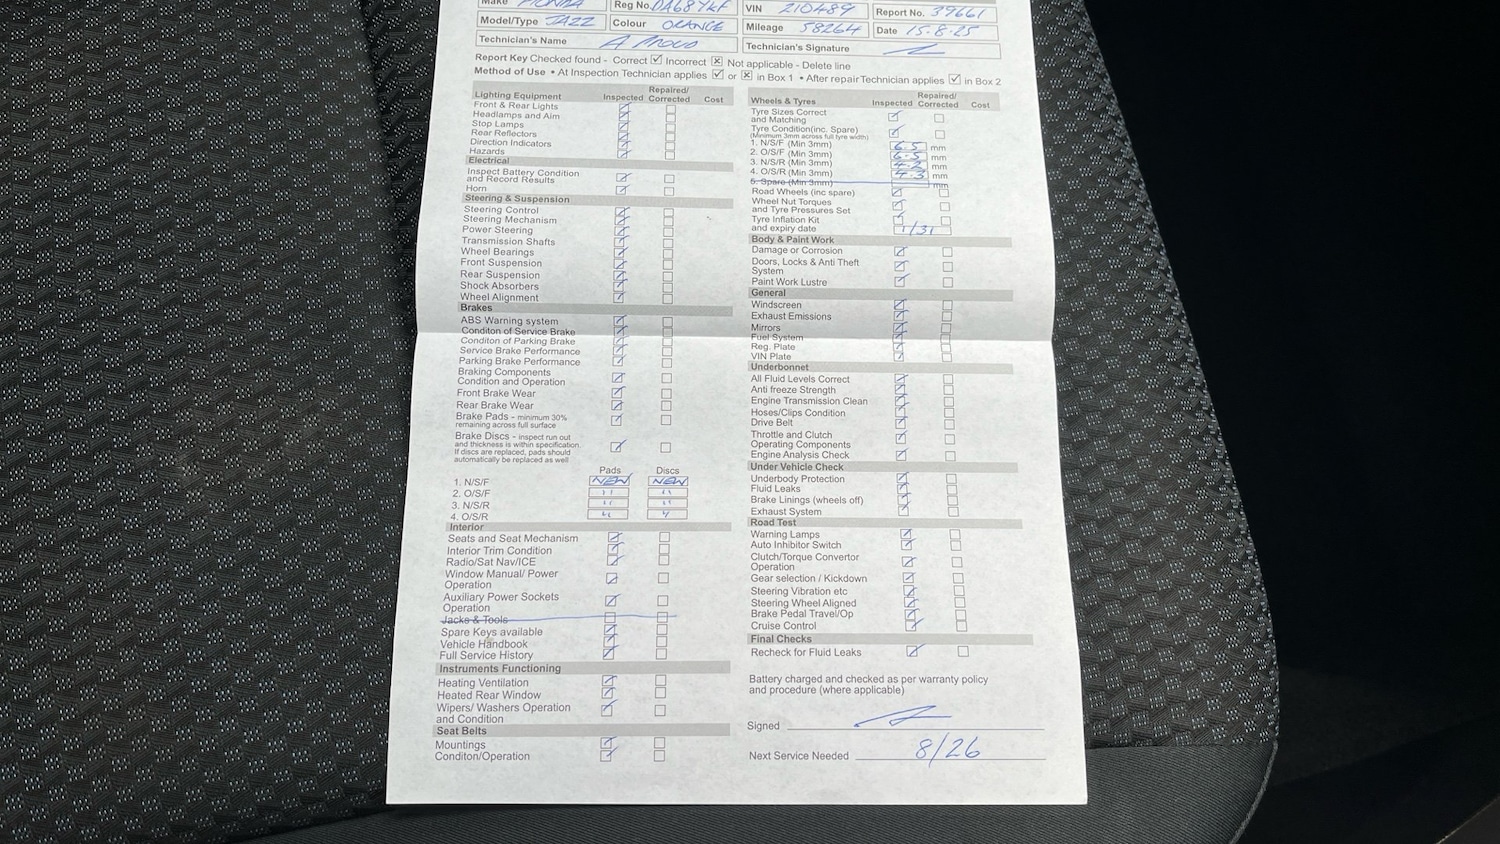 Make HONDA Reg No. DA68YKF VIN 210489 Report No. 39661
Model/Type JAZZ Colour ORANGE Mileage 58264 Date 15-8-25
Technician's Name A Technician's Signature
Report Key Checked found - Correct ☑ Incorrect ☒ Not applicable - Delete line
Method of Use • At Inspection Technician applies ☑ or ☒ in Box 1 • After repair Technician applies ☑ in Box 2
Lighting Equipment Inspected Repaired/ Corrected Cost
Front & Rear Lights
Headlamps and Aim
Stop Lamps
Rear Reflectors
Direction Indicators
Hazards
Electrical
Inspect Battery Condition
and Record Results
Horn
Steering & Suspension
Steering Control
Steering Mechanism
Power Steering
Transmission Shafts
Wheel Bearings
Front Suspension
Rear Suspension
Shock Absorbers
Wheel Alignment
Brakes
ABS Warning system
Conditon of Service Brake
Conditon of Parking Brake
Service Brake Performance
Parking Brake Performance
Braking Components
Condition and Operation
Front Brake Wear
Rear Brake Wear
Brake Pads - minimum 30%
remaining across full surface
Brake Discs - inspect run out
and thickness is within specification.
If discs are replaced, pads should
automatically be replaced as well
Pads Discs
1. N/S/F NEW NEW
2. O/S/F " "
3. N/S/R " "
4. O/S/R " "
Interior
Seats and Seat Mechanism
Interior Trim Condition
Radio/Sat Nav/ICE
Window Manual/ Power
Operation
Auxiliary Power Sockets
Operation
Jacks & Tools
Spare Keys available
Vehicle Handbook
Full Service History
Instruments Functioning
Heating Ventilation
Heated Rear Window
Wipers/ Washers Operation
and Condition
Seat Belts
Mountings
Conditon/Operation
Wheels & Tyres Inspected Repaired/ Corrected Cost
Tyre Sizes Correct
and Matching
Tyre Condition(inc. Spare)
(Minimum 3mm across full tyre width)
1. N/S/F (Min 3mm) 6.5 mm
2. O/S/F (Min 3mm) 6.5 mm
3. N/S/R (Min 3mm) mm
4. O/S/R (Min 3mm) 4.3 mm
5. Spare (Min 3mm) mm
Road Wheels (inc spare)
Wheel Nut Torques
and Tyre Pressures Set
Tyre Inflation Kit
and expiry date 1/31
Body & Paint Work
Damage or Corrosion
Doors, Locks & Anti Theft
System
Paint Work Lustre
General
Windscreen
Exhaust Emissions
Mirrors
Fuel System
Reg. Plate
VIN Plate
Underbonnet
All Fluid Levels Correct
Anti freeze Strength
Engine Transmission Clean
Hoses/Clips Condition
Drive Belt
Throttle and Clutch
Operating Components
Engine Analysis Check
Under Vehicle Check
Underbody Protection
Fluid Leaks
Brake Linings (wheels off)
Exhaust System
Road Test
Warning Lamps
Auto Inhibitor Switch
Clutch/Torque Convertor
Operation
Gear selection / Kickdown
Steering Vibration etc
Steering Wheel Aligned
Brake Pedal Travel/Op
Cruise Control
Final Checks
Recheck for Fluid Leaks
Battery charged and checked as per warranty policy
and procedure (where applicable)
Signed
Next Service Needed 8/26